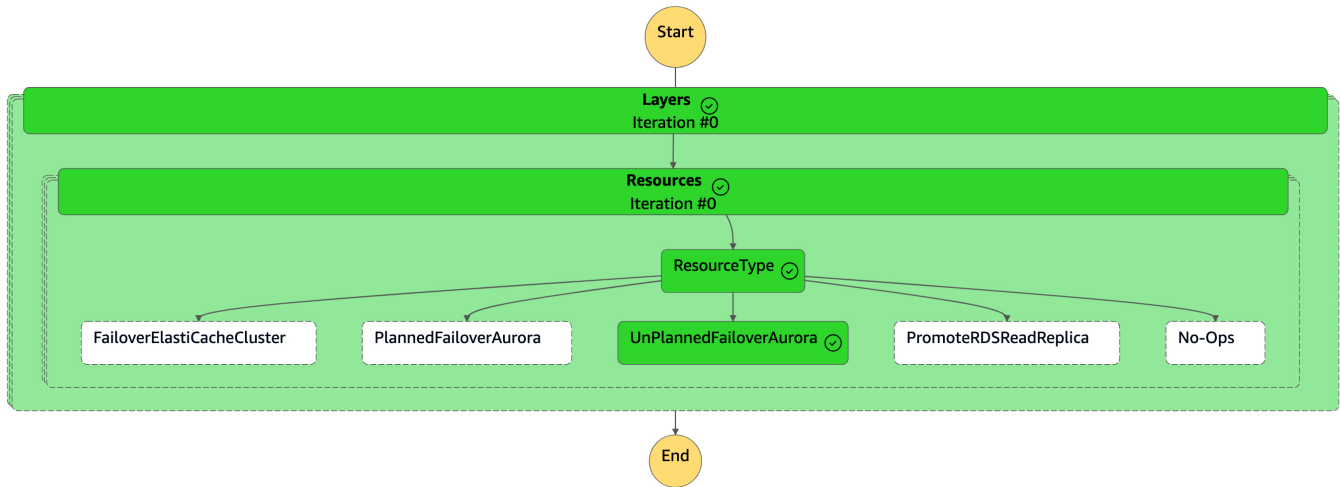 Start
Layers
Iteration #0
Resources
Iteration #0
ResourceType
FailoverElastiCacheCluster
PlannedFailoverAurora
UnPlannedFailoverAurora
PromoteRDSReadReplica
No-Ops
End